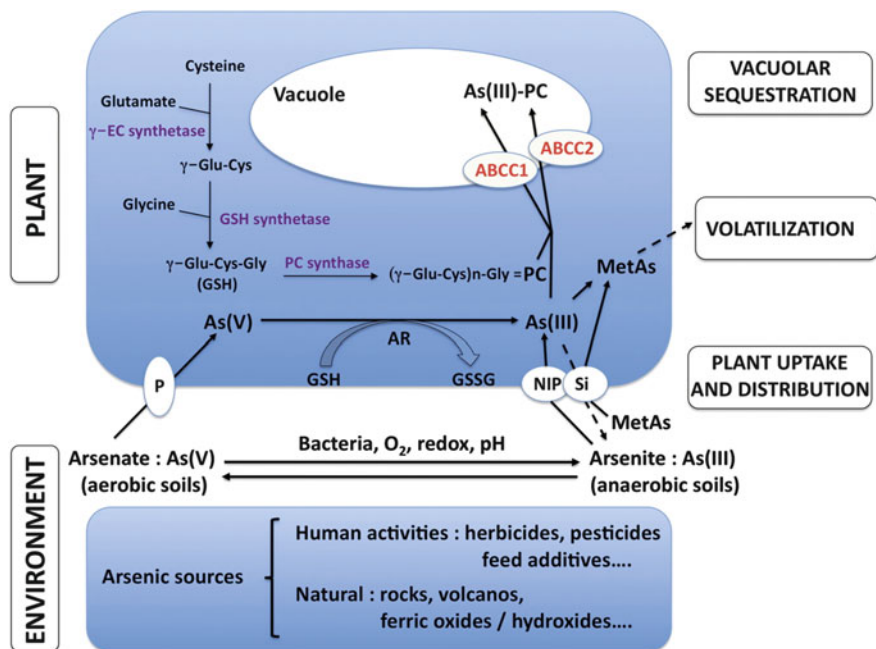 PLANT
Cysteine
Glutamate
γ−EC synthetase
γ−Glu-Cys
Glycine
GSH synthetase
γ−Glu-Cys-Gly
(GSH)
PC synthase
(γ−Glu-Cys)n-Gly =PC
Vacuole
As(III)-PC
ABCC1
ABCC2
MetAs
As(V)
As(III)
AR
GSH
GSSG
P
NIP
Si
MetAs
VACUOLAR
SEQUESTRATION
VOLATILIZATION
PLANT UPTAKE
AND DISTRIBUTION
ENVIRONMENT
Arsenate : As(V)
(aerobic soils)
Bacteria, O₂, redox, pH
Arsenite : As(III)
(anaerobic soils)
Arsenic sources
Human activities : herbicides, pesticides
feed additives....
Natural : rocks, volcanos,
ferric oxides / hydroxides....